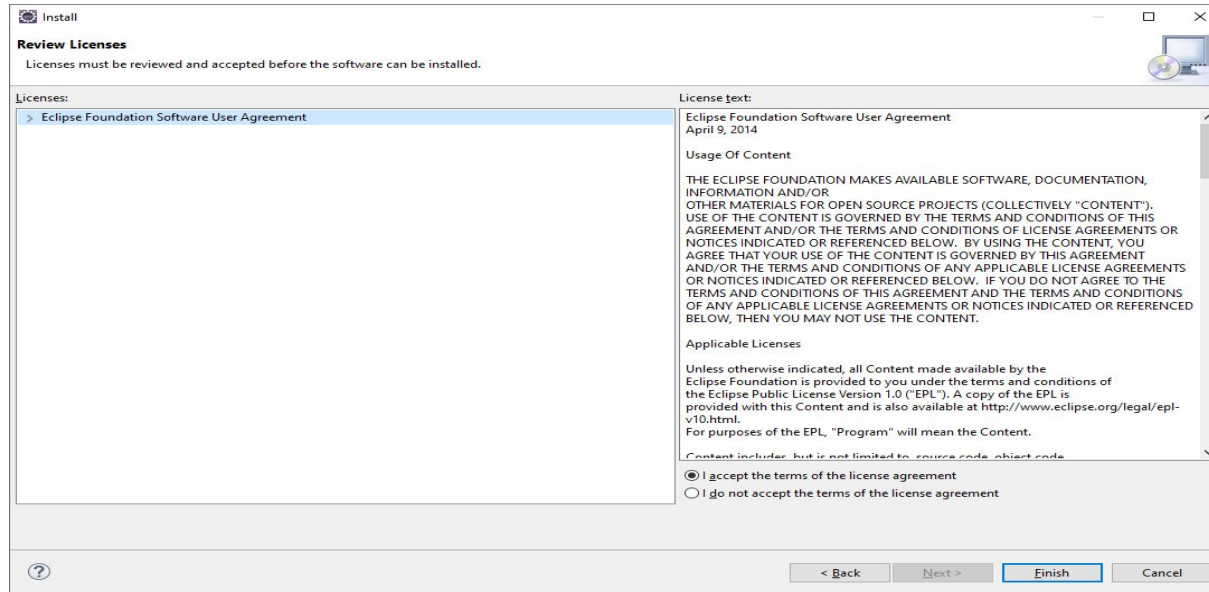 Install
Review Licenses
Licenses must be reviewed and accepted before the software can be installed.
Licenses:
> Eclipse Foundation Software User Agreement
License text:
Eclipse Foundation Software User Agreement
April 9, 2014
Usage Of Content
THE ECLIPSE FOUNDATION MAKES AVAILABLE SOFTWARE, DOCUMENTATION,
INFORMATION AND/OR
OTHER MATERIALS FOR OPEN SOURCE PROJECTS (COLLECTIVELY "CONTENT").
USE OF THE CONTENT IS GOVERNED BY THE TERMS AND CONDITIONS OF THIS
AGREEMENT AND/OR THE TERMS AND CONDITIONS OF LICENSE AGREEMENTS OR
NOTICES INDICATED OR REFERENCED BELOW.  BY USING THE CONTENT, YOU
AGREE THAT YOUR USE OF THE CONTENT IS GOVERNED BY THIS AGREEMENT
AND/OR THE TERMS AND CONDITIONS OF ANY APPLICABLE LICENSE AGREEMENTS
OR NOTICES INDICATED OR REFERENCED BELOW.  IF YOU DO NOT AGREE TO THE
TERMS AND CONDITIONS OF THIS AGREEMENT AND THE TERMS AND CONDITIONS
OF ANY APPLICABLE LICENSE AGREEMENTS OR NOTICES INDICATED OR REFERENCED
BELOW, THEN YOU MAY NOT USE THE CONTENT.
Applicable Licenses
Unless otherwise indicated, all Content made available by the
Eclipse Foundation is provided to you under the terms and conditions of
the Eclipse Public License Version 1.0 ("EPL"). A copy of the EPL is
provided with this Content and is also available at http://www.eclipse.org/legal/epl-
v10.html.
For purposes of the EPL, "Program" will mean the Content.
Content includes, but is not limited to, source code, object code,
I accept the terms of the license agreement
I do not accept the terms of the license agreement
?
< Back
Next >
Finish
Cancel